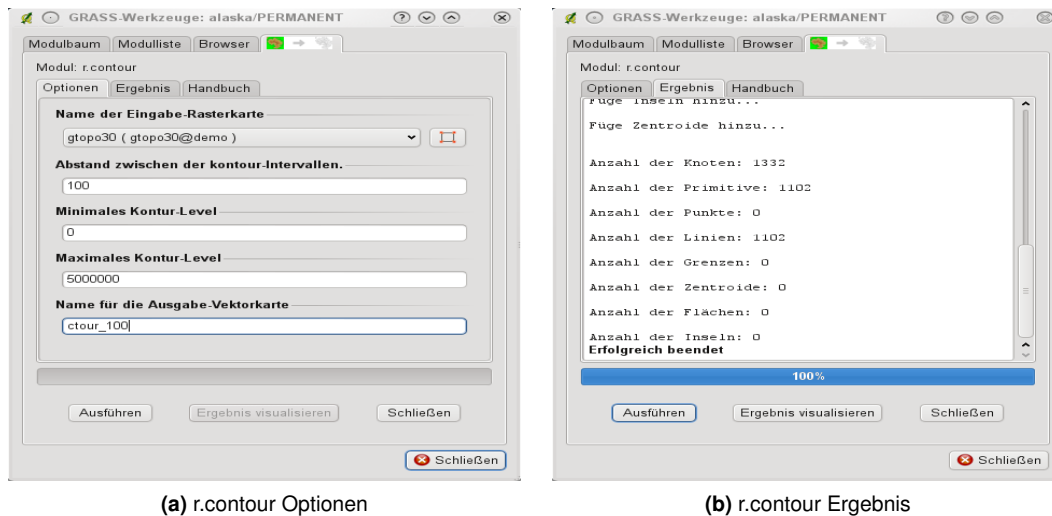 GRASS-Werkzeuge: alaska/PERMANENT
Modulbaum Modulliste Browser
Modul: r.contour
Optionen Ergebnis Handbuch
Name der Eingabe-Rasterkarte
gtopo30 ( gtopo30@demo )
Abstand zwischen der kontour-Intervallen.
100
Minimales Kontur-Level
0
Maximales Kontur-Level
5000000
Name für die Ausgabe-Vektorkarte
ctour_100
Ausführen Ergebnis visualisieren Schließen
Schließen
(a) r.contour Optionen
GRASS-Werkzeuge: alaska/PERMANENT
Modulbaum Modulliste Browser
Modul: r.contour
Optionen Ergebnis Handbuch
Füge Inseln hinzu...
Füge Zentroide hinzu...
Anzahl der Knoten: 1332
Anzahl der Primitive: 1102
Anzahl der Punkte: 0
Anzahl der Linien: 1102
Anzahl der Grenzen: 0
Anzahl der Zentroide: 0
Anzahl der Flächen: 0
Anzahl der Inseln: 0
Erfolgreich beendet
100%
Ausführen Ergebnis visualisieren Schließen
Schließen
(b) r.contour Ergebnis